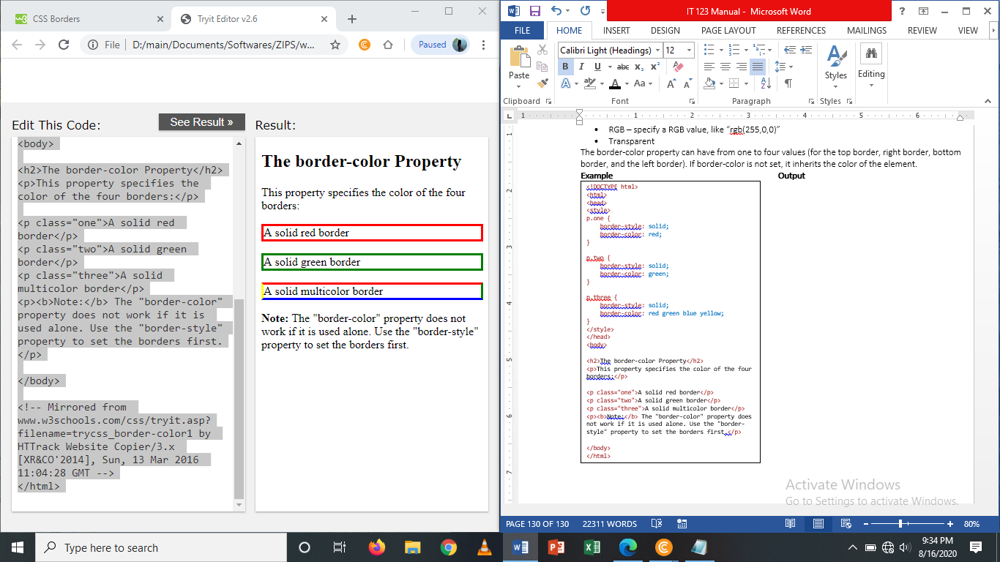 CSS Borders
Tryit Editor v2.6
File
D:/main/Documents/Softwares/ZIPS/w...
Paused
Edit This Code:
See Result »
Result:
<body>
<h2>The border-color Property</h2>
<p>This property specifies the
color of the four borders:</p>
<p class="one">A solid red
border</p>
<p class="two">A solid green
border</p>
<p class="three">A solid
multicolor border</p>
<p><b>Note:</b> The "border-color"
property does not work if it is
used alone. Use the "border-style"
property to set the borders first.
</p>
</body>
<!-- Mirrored from
www.w3schools.com/css/tryit.asp?
filename=trycss_border-color1 by
HTTrack Website Copier/3.x
[XR&CO'2014], Sun, 13 Mar 2016
11:04:28 GMT -->
</html>
The border-color Property
This property specifies the color of the four
borders:
A solid red border
A solid green border
A solid multicolor border
Note: The "border-color" property does not
work if it is used alone. Use the "border-style"
property to set the borders first.
IT 123 Manual - Microsoft Word
FILE HOME INSERT DESIGN PAGE LAYOUT REFERENCES MAILINGS REVIEW VIEW
Calibri Light (Headings) 12
Paste
Styles
Editing
Clipboard Font Paragraph Styles
1 1 2 3 4 5 6
1
2
3
4
5
6
7
• RGB – specify a RGB value, like “rgb(255,0,0)”
• Transparent
The border-color property can have from one to four values (for the top border, right border, bottom
border, and the left border). If border-color is not set, it inherits the color of the element.
Example Output
<!DOCTYPE html>
<html>
<head>
<style>
p.one {
border-style: solid;
border-color: red;
}
p.two {
border-style: solid;
border-color: green;
}
p.three {
border-style: solid;
border-color: red green blue yellow;
}
</style>
</head>
<body>
<h2>The border-color Property</h2>
<p>This property specifies the color of the four
borders:</p>
<p class="one">A solid red border</p>
<p class="two">A solid green border</p>
<p class="three">A solid multicolor border</p>
<p><b>Note:</b> The "border-color" property does
not work if it is used alone. Use the "border-
style" property to set the borders first.</p>
</body>
</html>
Activate Windows
Go to Settings to activate Windows.
PAGE 130 OF 130 22311 WORDS 80%
Type here to search
9:34 PM
8/16/2020